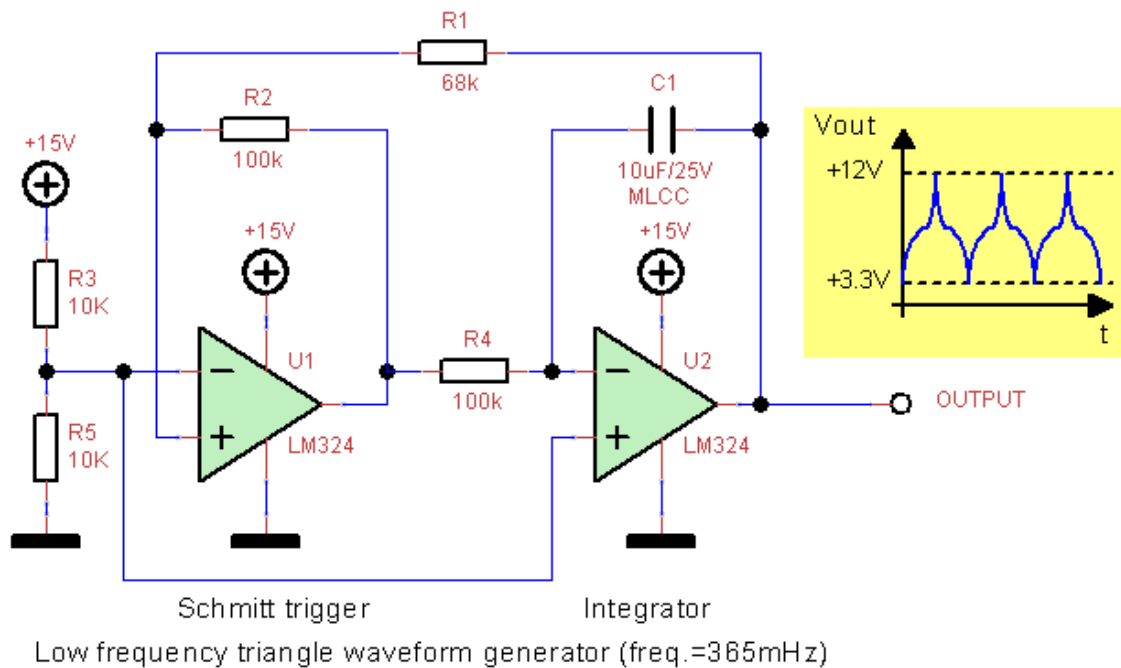 R1
68k
R2
100k
C1
10uF/25V
MLCC
+15V
R3
10K
R5
10K
+15V
U1
LM324
R4
100k
+15V
U2
LM324
OUTPUT
Vout
+12V
+3.3V
t
Schmitt trigger
Integrator
Low frequency triangle waveform generator (freq.=365mHz)